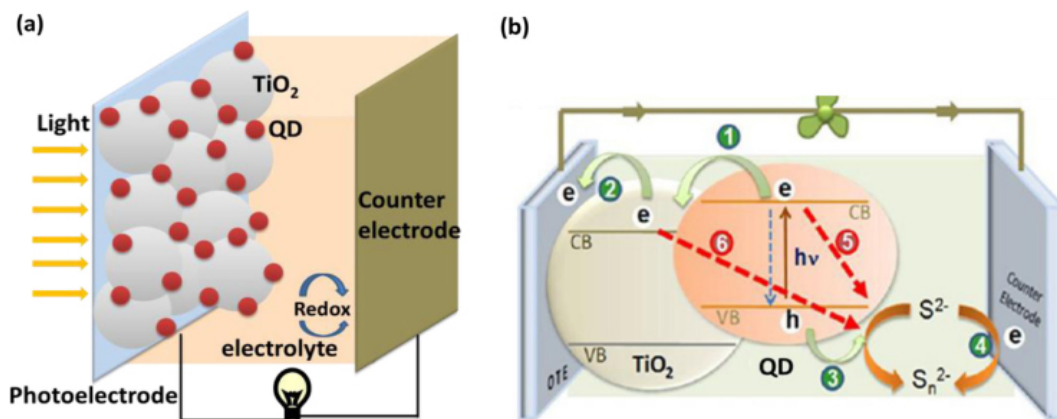 (a)
TiO2
Light
QD
Counter
electrode
Redox
electrolyte
Photoelectrode
(b)
1
e
2
e
e
CB
CB
6
5
hν
VB
h
VB
TiO2
QD
3
S2-
Sn2-
4
e
OTE
Counter
Electrode